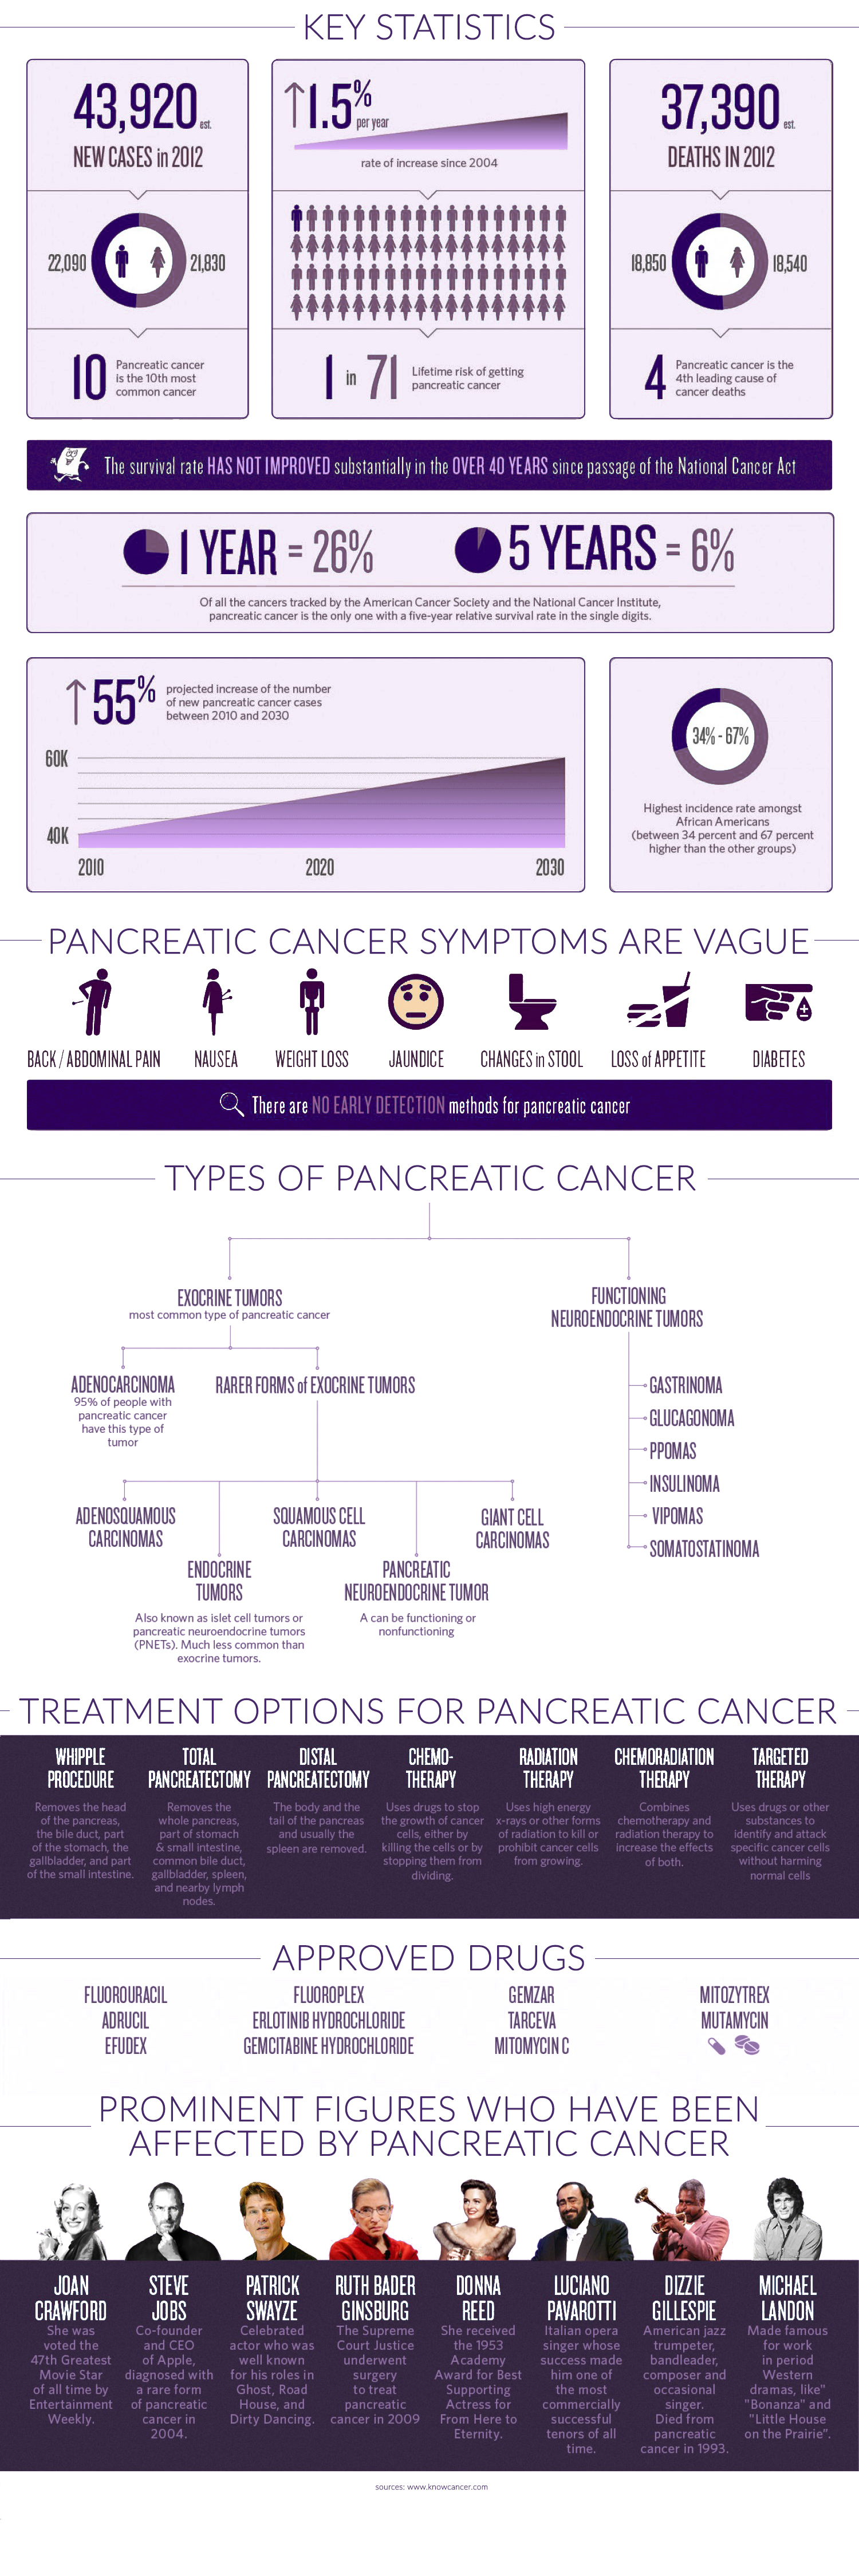 KEY STATISTICS
43,920 est.
NEW CASES in 2012
22,090
21,830
10
Pancreatic cancer
is the 10th most
common cancer
↑1.5%
per year
rate of increase since 2004
1 in 71
Lifetime risk of getting
pancreatic cancer
37,390 est.
DEATHS IN 2012
18,850
18,540
4
Pancreatic cancer is the
4th leading cause of
cancer deaths
The survival rate HAS NOT IMPROVED substantially in the OVER 40 YEARS since passage of the National Cancer Act
1 YEAR = 26%
5 YEARS = 6%
Of all the cancers tracked by the American Cancer Society and the National Cancer Institute,
pancreatic cancer is the only one with a five-year relative survival rate in the single digits.
↑55%
projected increase of the number
of new pancreatic cancer cases
between 2010 and 2030
60K
40K
2010
2020
2030
34% - 67%
Highest incidence rate amongst
African Americans
(between 34 percent and 67 percent
higher than the other groups)
PANCREATIC CANCER SYMPTOMS ARE VAGUE
BACK / ABDOMINAL PAIN
NAUSEA
WEIGHT LOSS
JAUNDICE
CHANGES in STOOL
LOSS of APPETITE
DIABETES
There are NO EARLY DETECTION methods for pancreatic cancer
TYPES OF PANCREATIC CANCER
EXOCRINE TUMORS
most common type of pancreatic cancer
ADENOCARCINOMA
95% of people with
pancreatic cancer
have this type of
tumor
RARER FORMS of EXOCRINE TUMORS
ADENOSQUAMOUS
CARCINOMAS
ENDOCRINE
TUMORS
Also known as islet cell tumors or
pancreatic neuroendocrine tumors
(PNETs). Much less common than
exocrine tumors.
SQUAMOUS CELL
CARCINOMAS
PANCREATIC
NEUROENDOCRINE TUMOR
A can be functioning or
nonfunctioning
GIANT CELL
CARCINOMAS
FUNCTIONING
NEUROENDOCRINE TUMORS
GASTRINOMA
GLUCAGONOMA
PPOMAS
INSULINOMA
VIPOMAS
SOMATOSTATINOMA
TREATMENT OPTIONS FOR PANCREATIC CANCER
WHIPPLE
PROCEDURE
Removes the head
of the pancreas,
the bile duct, part
of the stomach, the
gallbladder, and part
of the small intestine.
TOTAL
PANCREATECTOMY
Removes the
whole pancreas,
part of stomach
& small intestine,
common bile duct,
gallbladder, spleen,
and nearby lymph
nodes.
DISTAL
PANCREATECTOMY
The body and the
tail of the pancreas
and usually the
spleen are removed.
CHEMO-
THERAPY
Uses drugs to stop
the growth of cancer
cells, either by
killing the cells or by
stopping them from
dividing.
RADIATION
THERAPY
Uses high energy
x-rays or other forms
of radiation to kill or
prohibit cancer cells
from growing.
CHEMORADIATION
THERAPY
Combines
chemotherapy and
radiation therapy to
increase the effects
of both.
TARGETED
THERAPY
Uses drugs or other
substances to
identify and attack
specific cancer cells
without harming
normal cells
APPROVED DRUGS
FLUOROURACIL
ADRUCIL
EFUDEX
FLUOROPLEX
ERLOTINIB HYDROCHLORIDE
GEMCITABINE HYDROCHLORIDE
GEMZAR
TARCEVA
MITOMYCIN C
MITOZYTREX
MUTAMYCIN
PROMINENT FIGURES WHO HAVE BEEN
AFFECTED BY PANCREATIC CANCER
JOAN
CRAWFORD
She was
voted the
47th Greatest
Movie Star
of all time by
Entertainment
Weekly.
STEVE
JOBS
Co-founder
and CEO
of Apple,
diagnosed with
a rare form
of pancreatic
cancer in
2004.
PATRICK
SWAYZE
Celebrated
actor who was
well known
for his roles in
Ghost, Road
House, and
Dirty Dancing.
RUTH BADER
GINSBURG
The Supreme
Court Justice
underwent
surgery
to treat
pancreatic
cancer in 2009
DONNA
REED
She received
the 1953
Academy
Award for Best
Supporting
Actress for
From Here to
Eternity.
LUCIANO
PAVAROTTI
Italian opera
singer whose
success made
him one of
the most
commercially
successful
tenors of all
time.
DIZZIE
GILLESPIE
American jazz
trumpeter,
bandleader,
composer and
occasional
singer.
Died from
pancreatic
cancer in 1993.
MICHAEL
LANDON
Made famous
for work
in period
Western
dramas, like"
"Bonanza" and
"Little House
on the Prairie".
sources: www.knowcancer.com